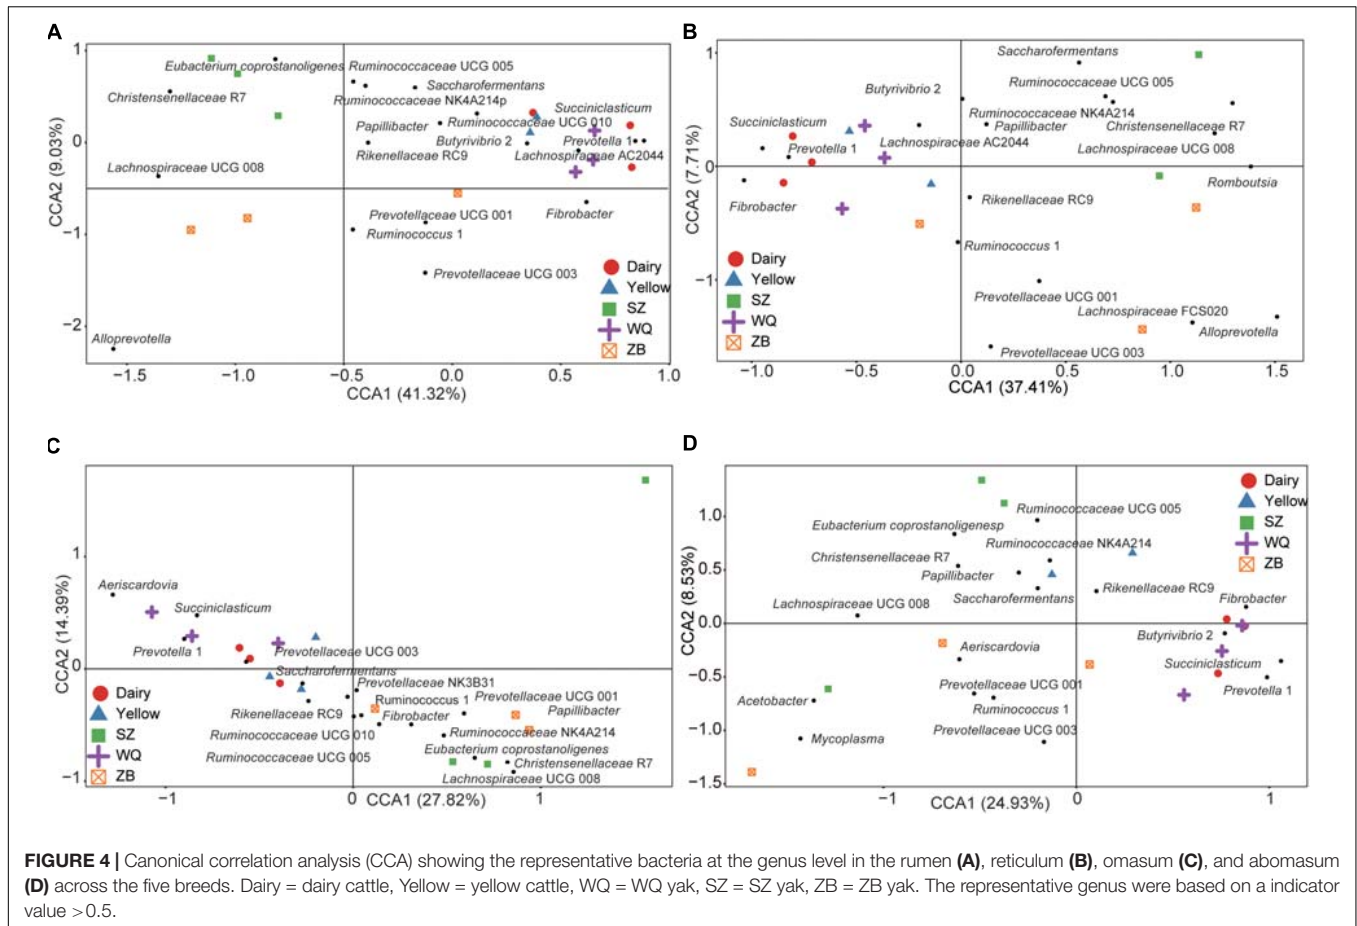 A
1
0
−1
−2
CCA2 (9.03%)
Eubacterium coprostanoligenes
Ruminococcaceae UCG 005
Christensenellaceae R7
Saccharofermentans
Ruminococcaceae NK4A214p
Succiniclasticum
Papillibacter
Ruminococcaceae UCG 010
Butyrivibrio 2
Prevotella 1
Rikenellaceae RC9
Lachnospiraceae AC2044
Lachnospiraceae UCG 008
Prevotellaceae UCG 001
Fibrobacter
Ruminococcus 1
Prevotellaceae UCG 003
Alloprevotella
Dairy
Yellow
SZ
WQ
ZB
−1.5
−1.0
−0.5
0.0
0.5
1.0
CCA1 (41.32%)
B
1
0
−1
CCA2 (7.71%)
Saccharofermentans
Ruminococcaceae UCG 005
Butyrivibrio 2
Ruminococcaceae NK4A214
Succiniclasticum
Papillibacter
Christensenellaceae R7
Prevotella 1
Lachnospiraceae AC2044
Lachnospiraceae UCG 008
Romboutsia
Fibrobacter
Rikenellaceae RC9
Ruminococcus 1
Prevotellaceae UCG 001
Lachnospiraceae FCS020
Alloprevotella
Prevotellaceae UCG 003
Dairy
Yellow
SZ
WQ
ZB
−1.0
−0.5
0.0
0.5
1.0
1.5
CCA1 (37.41%)
C
1
0
−1
CCA2 (14.39%)
Aeriscardovia
Succiniclasticum
Prevotella 1
Prevotellaceae UCG 003
Saccharofermentans
Prevotellaceae NK3B31
Ruminococcus 1
Prevotellaceae UCG 001
Rikenellaceae RC9
Fibrobacter
Papillibacter
Ruminococcaceae UCG 010
Ruminococcaceae NK4A214
Eubacterium coprostanoligenes
Ruminococcaceae UCG 005
Christensenellaceae R7
Lachnospiraceae UCG 008
Dairy
Yellow
SZ
WQ
ZB
−1
0
1
CCA1 (27.82%)
D
1.0
0.5
0.0
−0.5
−1.0
−1.5
CCA2 (8.53%)
Ruminococcaceae UCG 005
Eubacterium coprostanoligenesp
Ruminococcaceae NK4A214
Christensenellaceae R7
Papillibacter
Saccharofermentans
Rikenellaceae RC9
Fibrobacter
Lachnospiraceae UCG 008
Butyrivibrio 2
Aeriscardovia
Succiniclasticum
Prevotellaceae UCG 001
Prevotella 1
Acetobacter
Ruminococcus 1
Prevotellaceae UCG 003
Mycoplasma
Dairy
Yellow
SZ
WQ
ZB
−1
0
1
CCA1 (24.93%)
FIGURE 4 | Canonical correlation analysis (CCA) showing the representative bacteria at the genus level in the rumen (A), reticulum (B), omasum (C), and abomasum
(D) across the five breeds. Dairy = dairy cattle, Yellow = yellow cattle, WQ = WQ yak, SZ = SZ yak, ZB = ZB yak. The representative genus were based on a indicator
value >0.5.